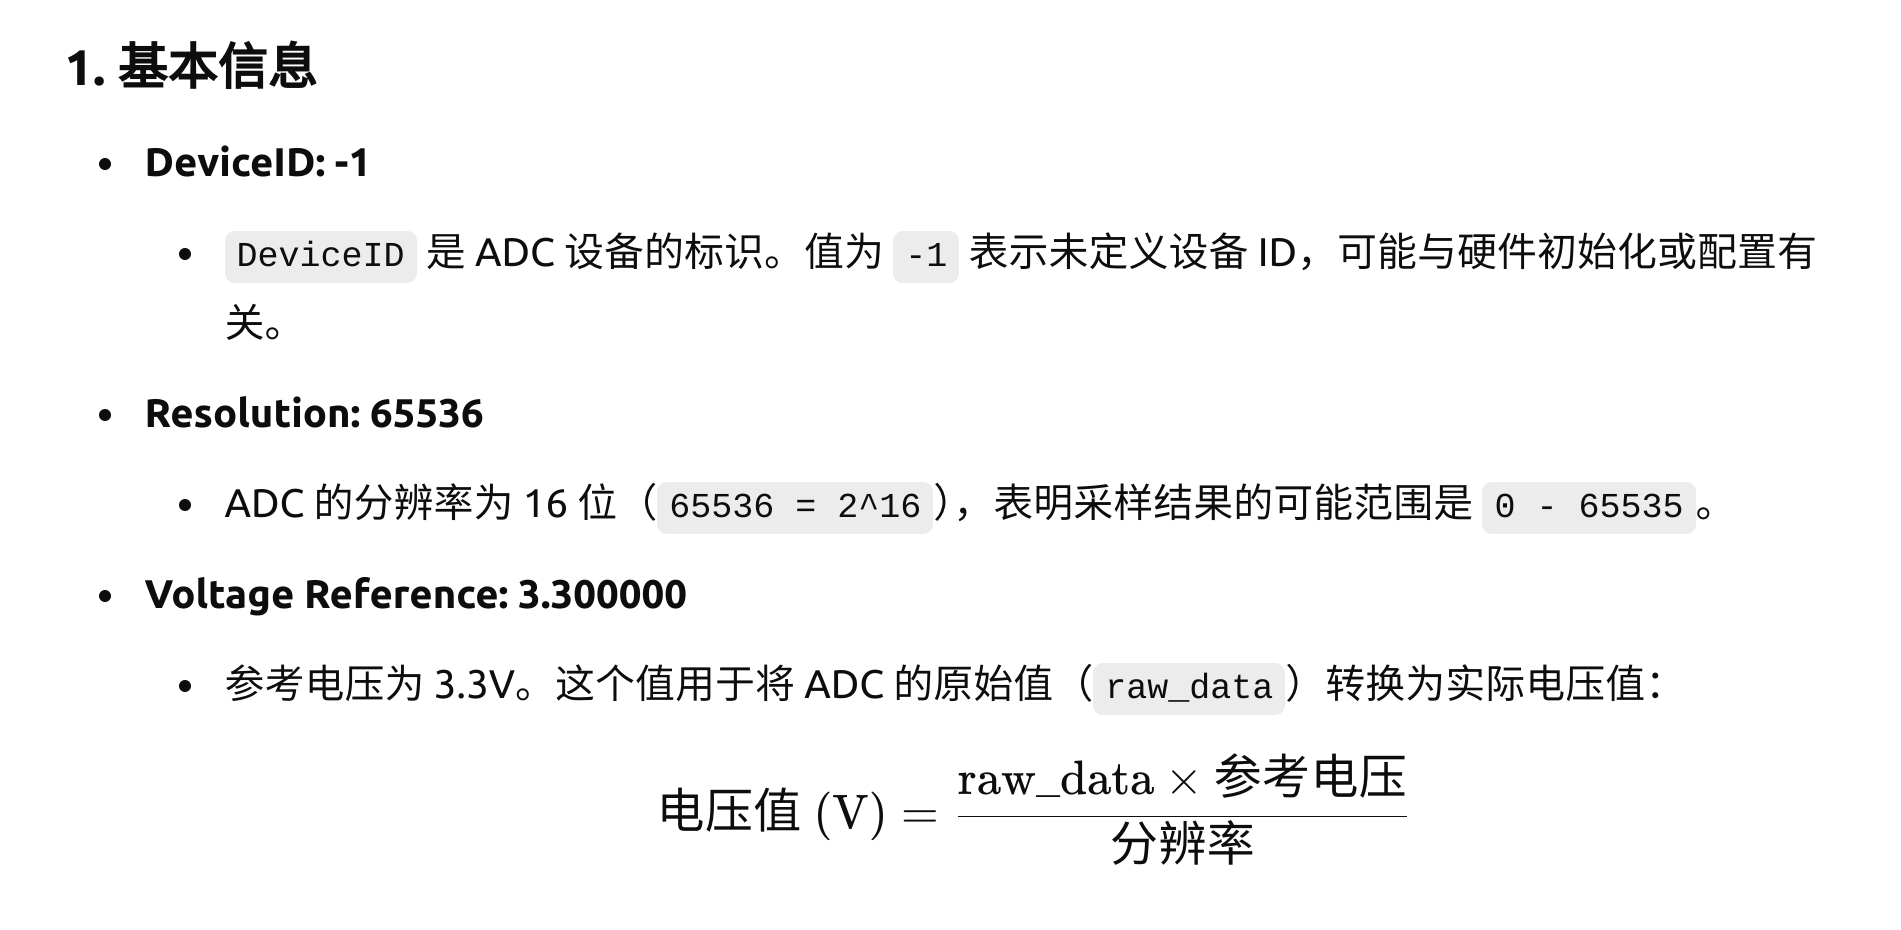 1. 基本信息
• DeviceID: -1
• DeviceID 是 ADC 设备的标识。值为 -1 表示未定义设备 ID，可能与硬件初始化或配置有
关。
• Resolution: 65536
• ADC 的分辨率为 16 位（65536 = 2^16），表明采样结果的可能范围是 0 - 65535。
• Voltage Reference: 3.300000
• 参考电压为 3.3V。这个值用于将 ADC 的原始值（raw_data）转换为实际电压值：
电压值 (V) = raw_data × 参考电压
分辨率